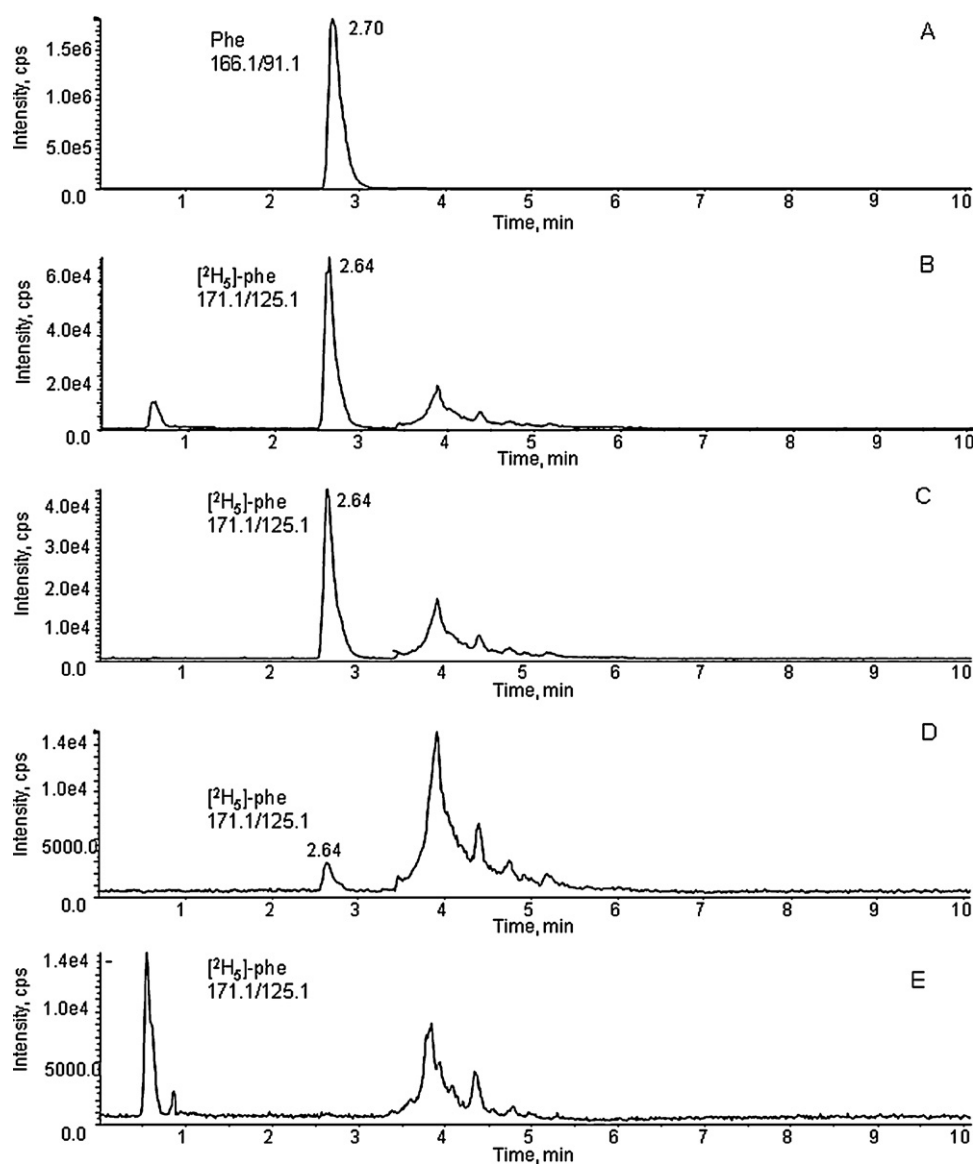 A
2.70
Phe
166.1/91.1
Intensity, cps
1.5e6
1.0e6
5.0e5
0.0
1 2 3 4 5 6 7 8 9 10
Time, min
B
[²H₅]-phe
171.1/125.1
2.64
Intensity, cps
6.0e4
4.0e4
2.0e4
0.0
1 2 3 4 5 6 7 8 9 10
Time, min
C
[²H₅]-phe
171.1/125.1
2.64
Intensity, cps
4.0e4
3.0e4
2.0e4
1.0e4
0.0
1 2 3 4 5 6 7 8 9 10
Time, min
D
[²H₅]-phe
171.1/125.1
2.64
Intensity, cps
1.4e4
1.0e4
5000.0
0.0
1 2 3 4 5 6 7 8 9 10
Time, min
E
[²H₅]-phe
171.1/125.1
Intensity, cps
1.4e4
1.0e4
5000.0
0.0
1 2 3 4 5 6 7 8 9 10
Time, min